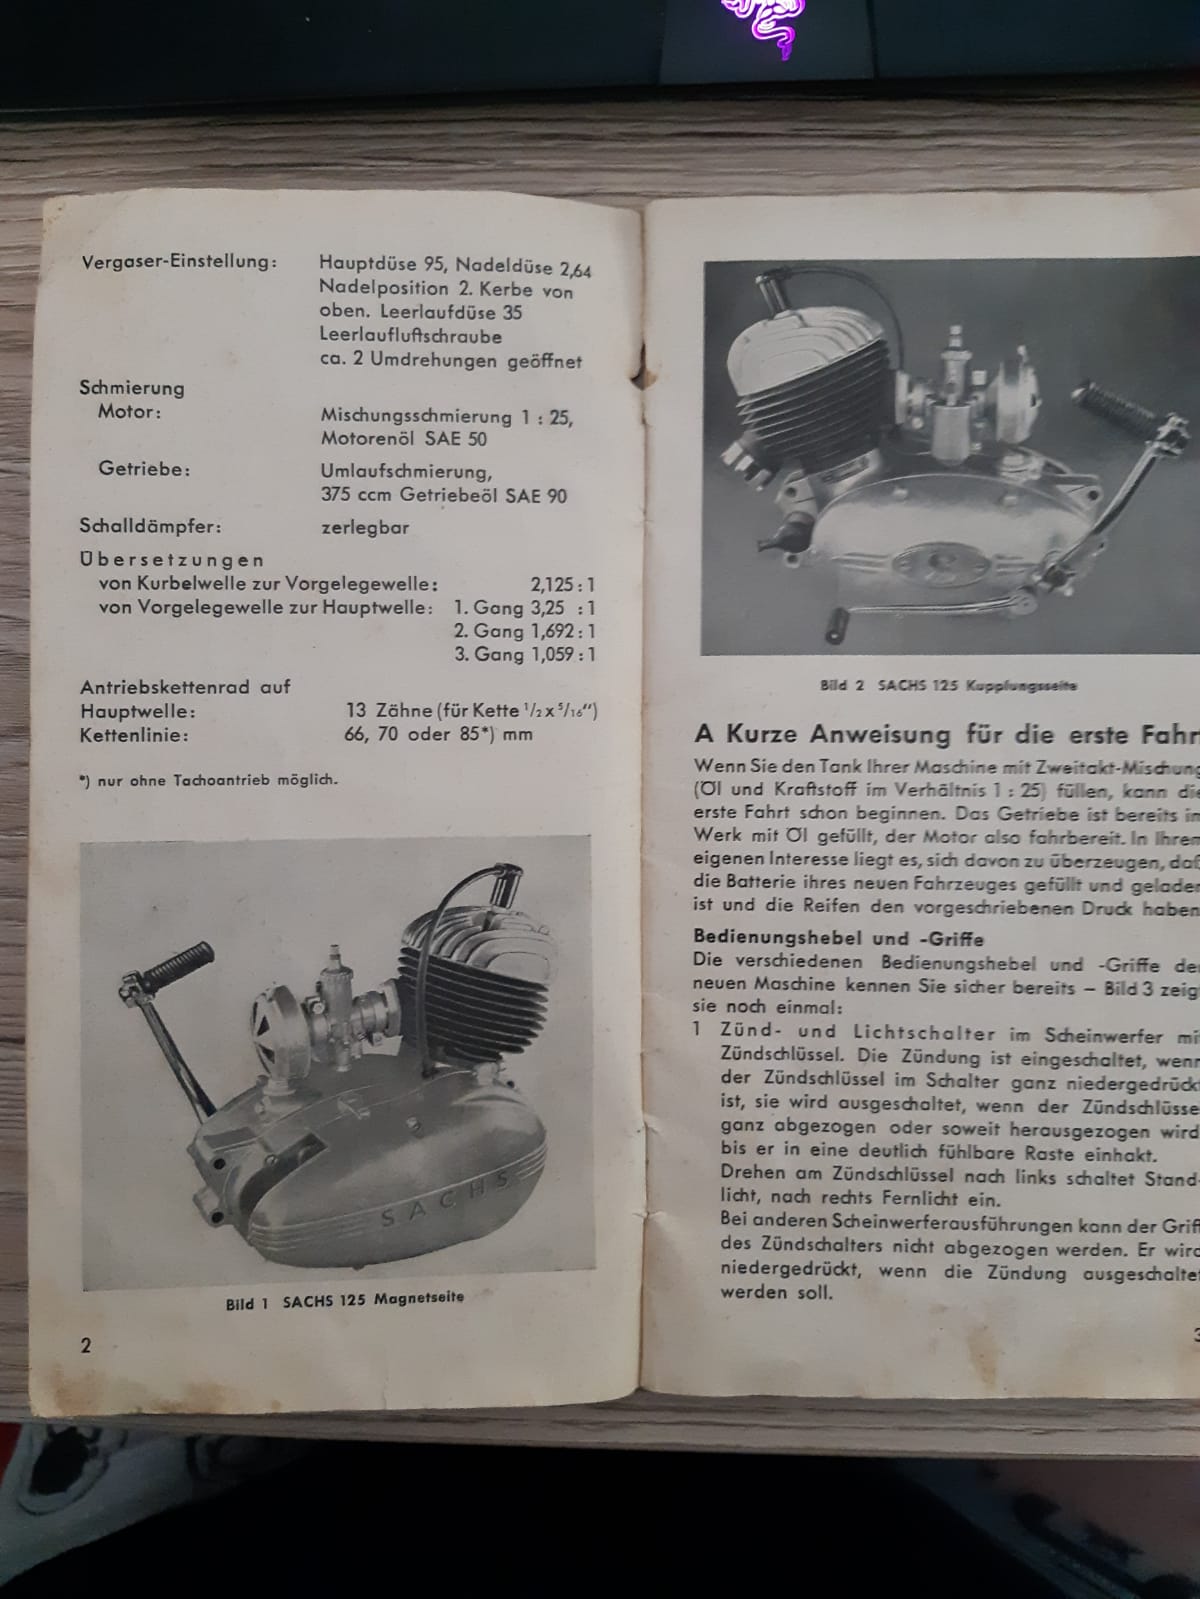 Vergaser-Einstellung: Hauptdüse 95, Nadeldüse 2,64
Nadelposition 2. Kerbe von
oben. Leerlaufdüse 35
Leerlaufluftschraube
ca. 2 Umdrehungen geöffnet
Schmierung
Motor: Mischungsschmierung 1 : 25,
Motorenöl SAE 50
Getriebe: Umlaufschmierung,
375 ccm Getriebeöl SAE 90
Schalldämpfer: zerlegbar
Übersetzungen
von Kurbelwelle zur Vorgelegewelle: 2,125 : 1
von Vorgelegewelle zur Hauptwelle: 1. Gang 3,25 : 1
2. Gang 1,692 : 1
3. Gang 1,059 : 1
Antriebskettenrad auf
Hauptwelle: 13 Zähne (für Kette 1/2 x 5/16")
Kettenlinie: 66, 70 oder 85*) mm
*) nur ohne Tachoantrieb möglich.
SACHS
Bild 1 SACHS 125 Magnetseite
2
Bild 2 SACHS 125 Kupplungsseite
A Kurze Anweisung für die erste Fahrt
Wenn Sie den Tank Ihrer Maschine mit Zweitakt-Mischung
(Öl und Kraftstoff im Verhältnis 1 : 25) füllen, kann die
erste Fahrt schon beginnen. Das Getriebe ist bereits im
Werk mit Öl gefüllt, der Motor also fahrbereit. In Ihrem
eigenen Interesse liegt es, sich davon zu überzeugen, daß
die Batterie ihres neuen Fahrzeuges gefüllt und geladen
ist und die Reifen den vorgeschriebenen Druck haben
Bedienungshebel und -Griffe
Die verschiedenen Bedienungshebel und -Griffe der
neuen Maschine kennen Sie sicher bereits – Bild 3 zeigt
sie noch einmal:
1 Zünd- und Lichtschalter im Scheinwerfer mit
Zündschlüssel. Die Zündung ist eingeschaltet, wenn
der Zündschlüssel im Schalter ganz niedergedrückt
ist, sie wird ausgeschaltet, wenn der Zündschlüssel
ganz abgezogen oder soweit herausgezogen wird,
bis er in eine deutlich fühlbare Raste einhakt.
Drehen am Zündschlüssel nach links schaltet Stand-
licht, nach rechts Fernlicht ein.
Bei anderen Scheinwerferausführungen kann der Griff
des Zündschalters nicht abgezogen werden. Er wird
niedergedrückt, wenn die Zündung ausgeschaltet
werden soll.
3